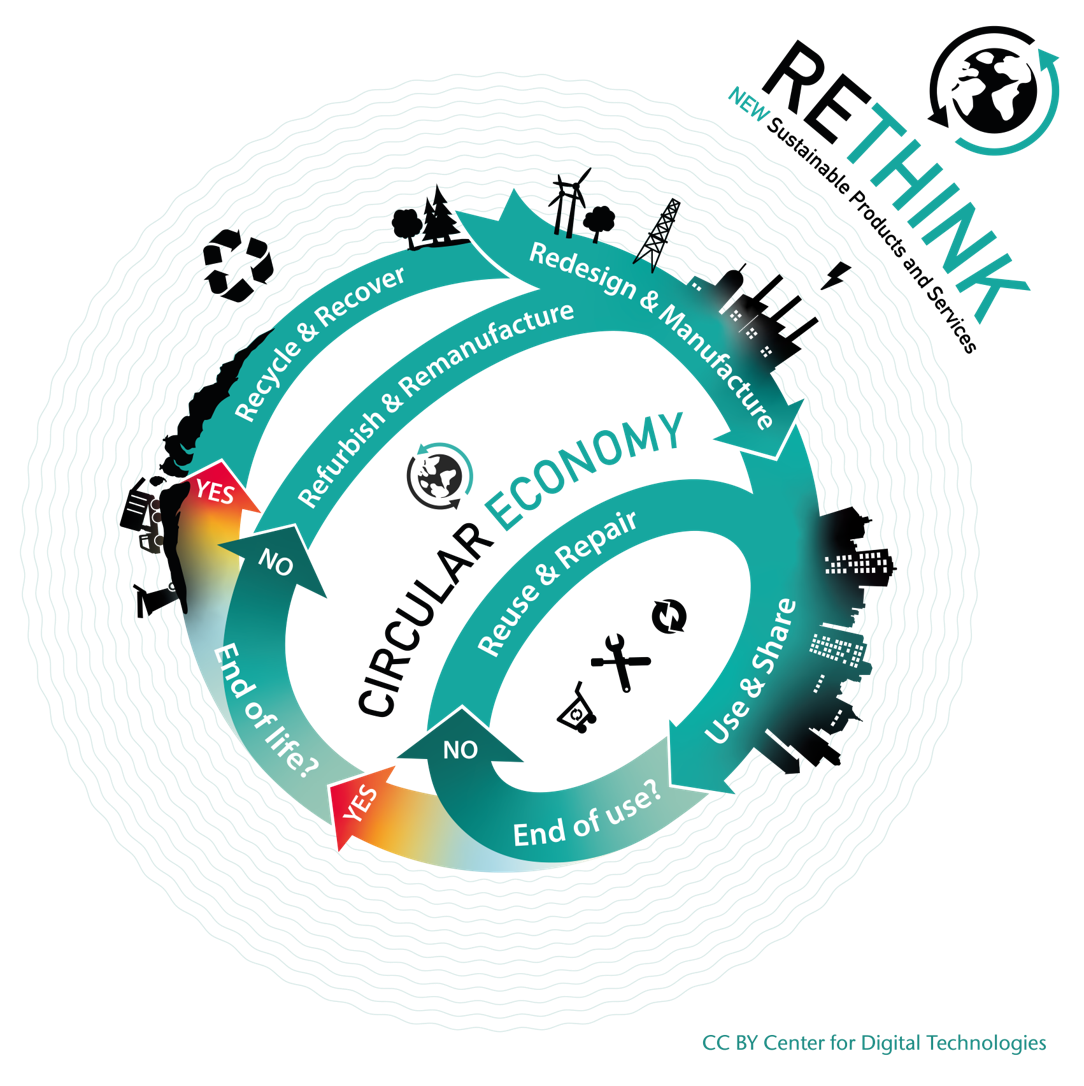 RETHINK
NEW Sustainable Products and Services
Redesign & Manufacture
Recycle & Recover
Refurbish & Remanufacture
CIRCULAR ECONOMY
Reuse & Repair
Use & Share
End of use?
NO
YES
End of life?
NO
YES
CC BY Center for Digital Technologies